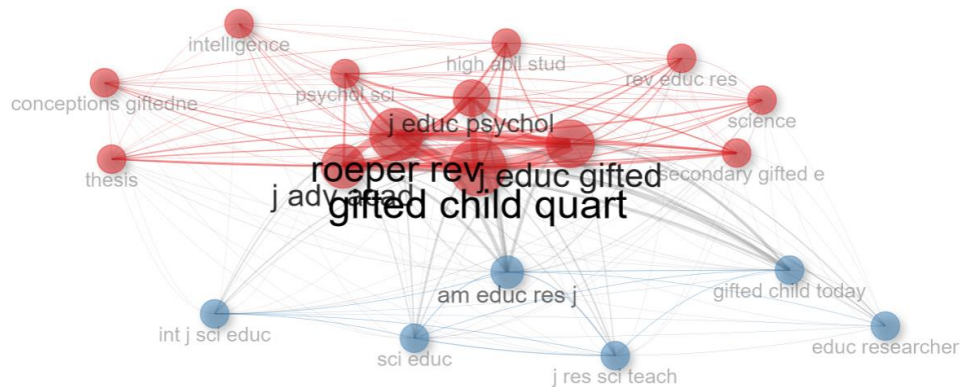 intelligence
high abil stud
rev educ res
conceptions giftedne
psychol sci
science
j educ psychol
thesis
roeper rev
j educ gifted
secondary gifted e
j adv acad
gifted child quart
am educ res j
gifted child today
int j sci educ
sci educ
educ researcher
j res sci teach